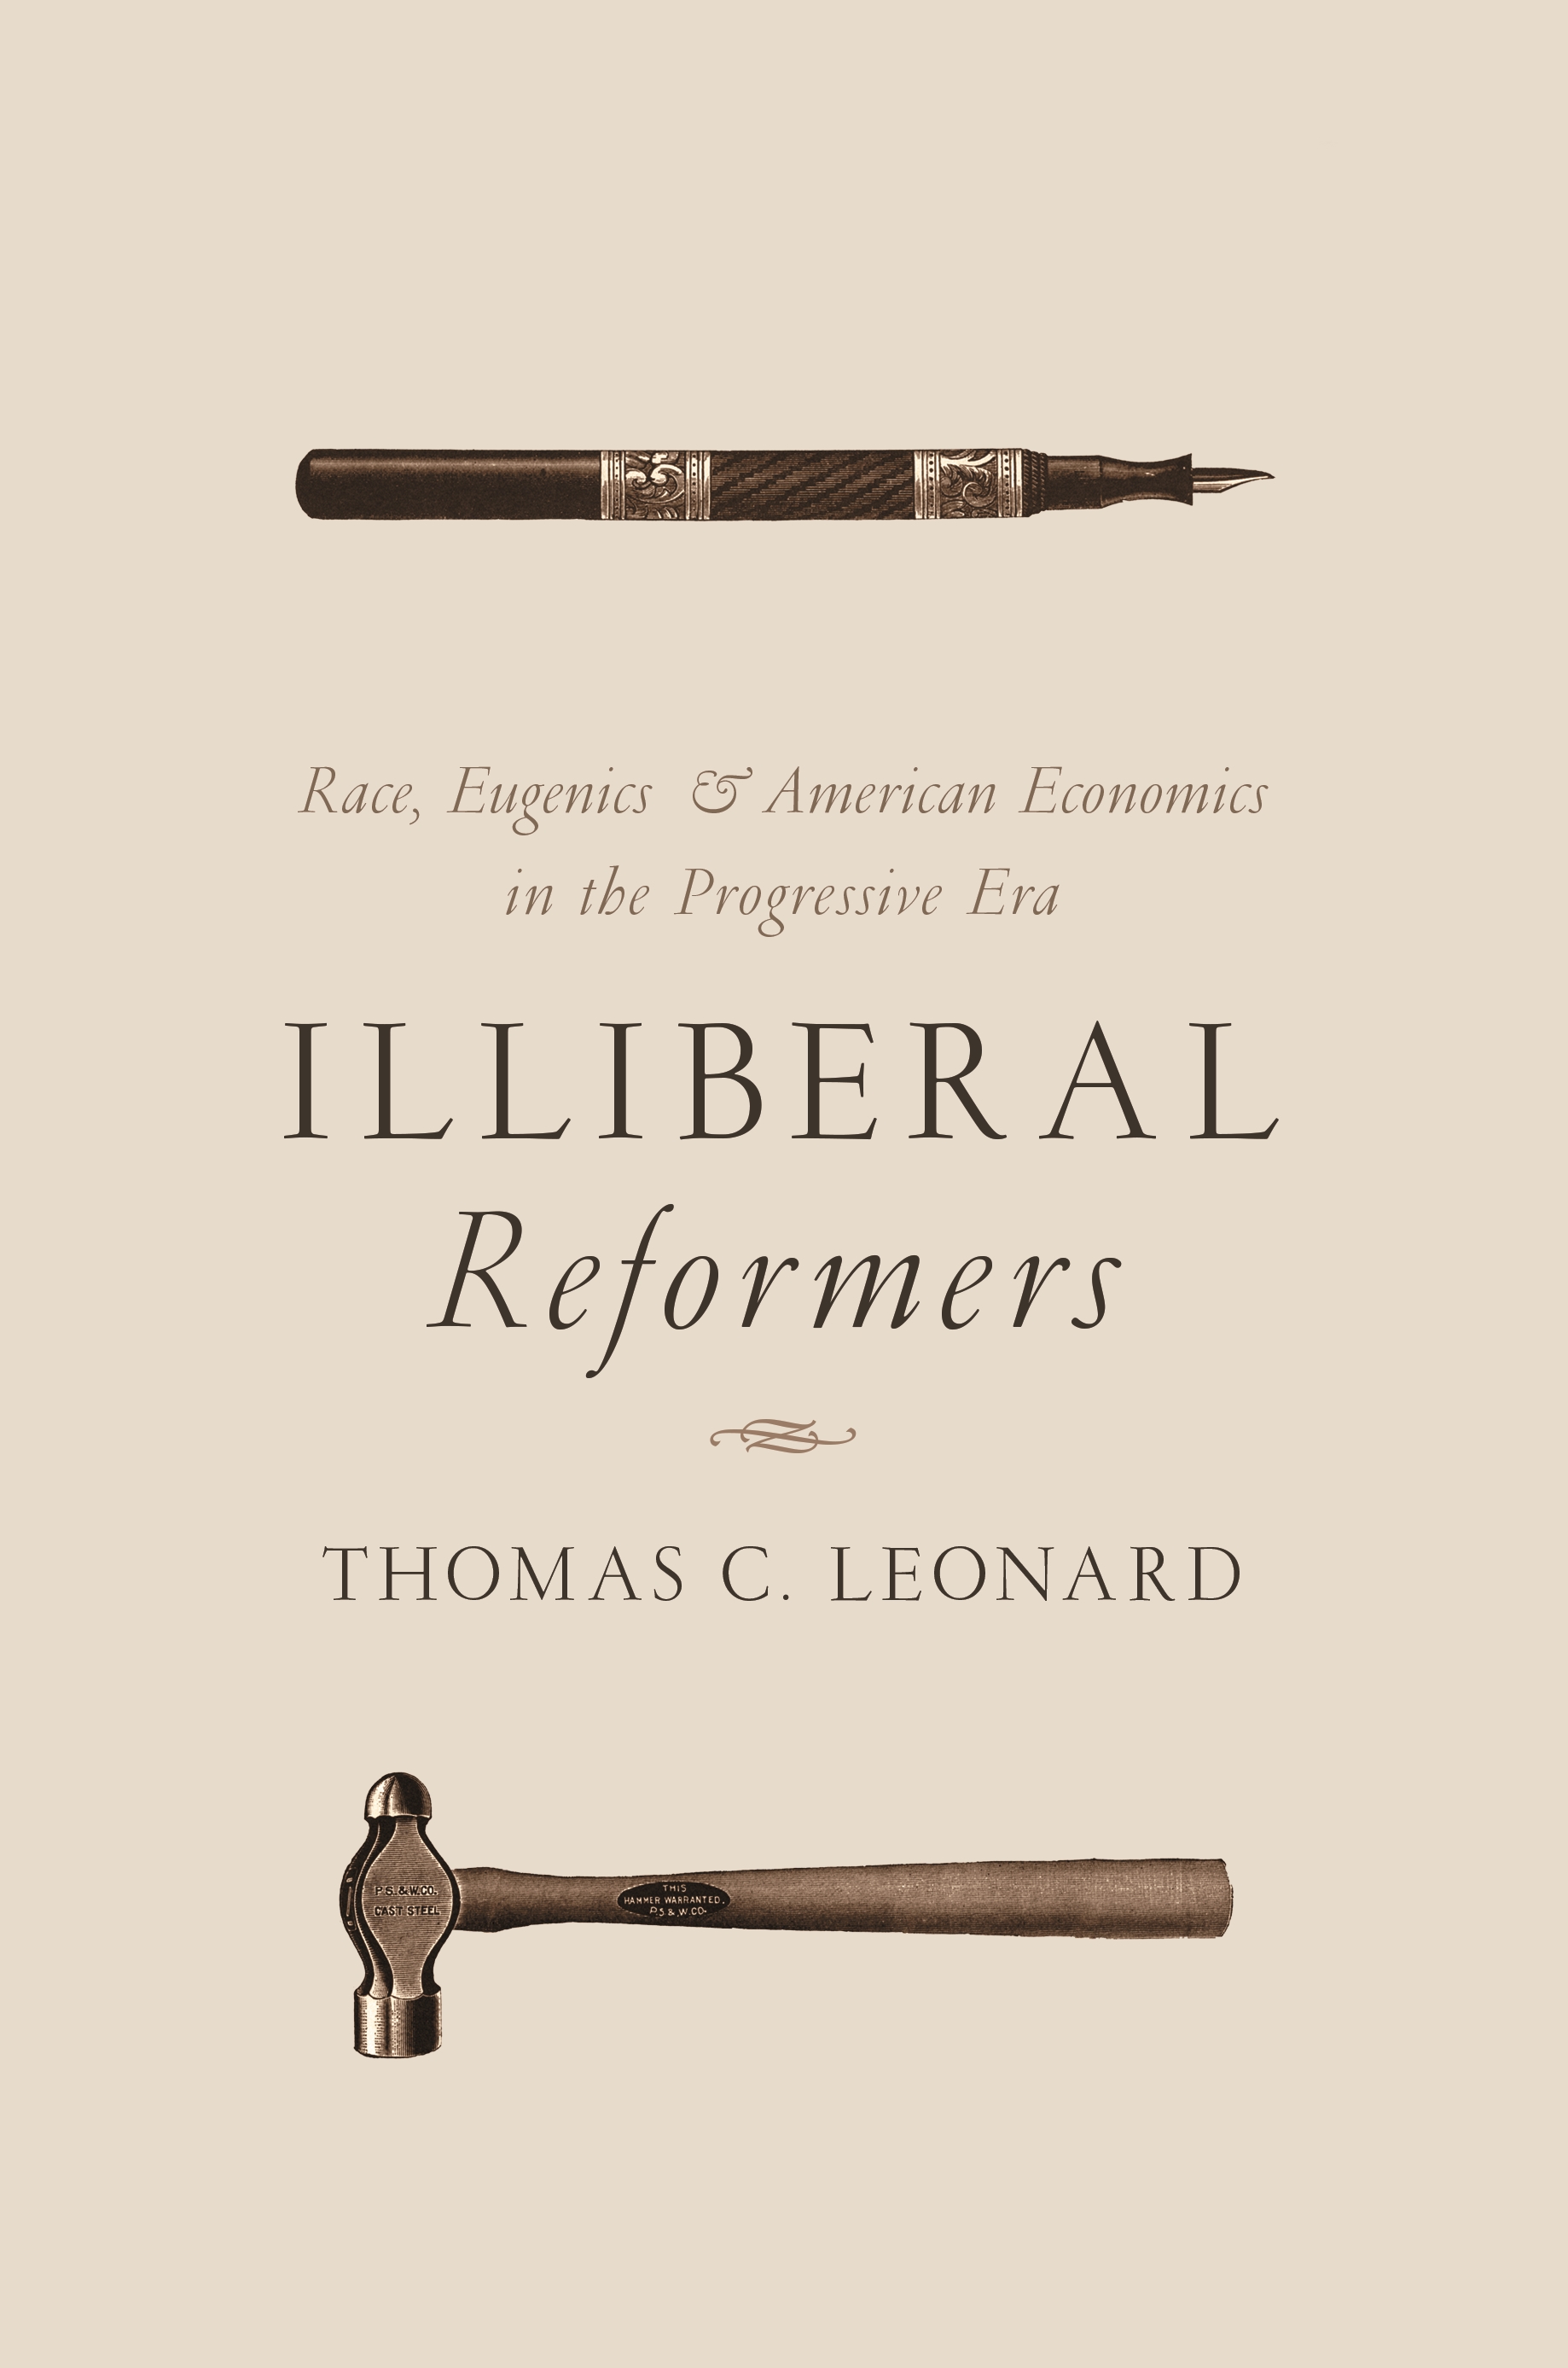 Race, Eugenics & American Economics
in the Progressive Era
ILLIBERAL
Reformers
THOMAS C. LEONARD
P.S. & W. CO.
CAST STEEL
THIS
HAMMER WARRANTED.
P.S. & W. CO.